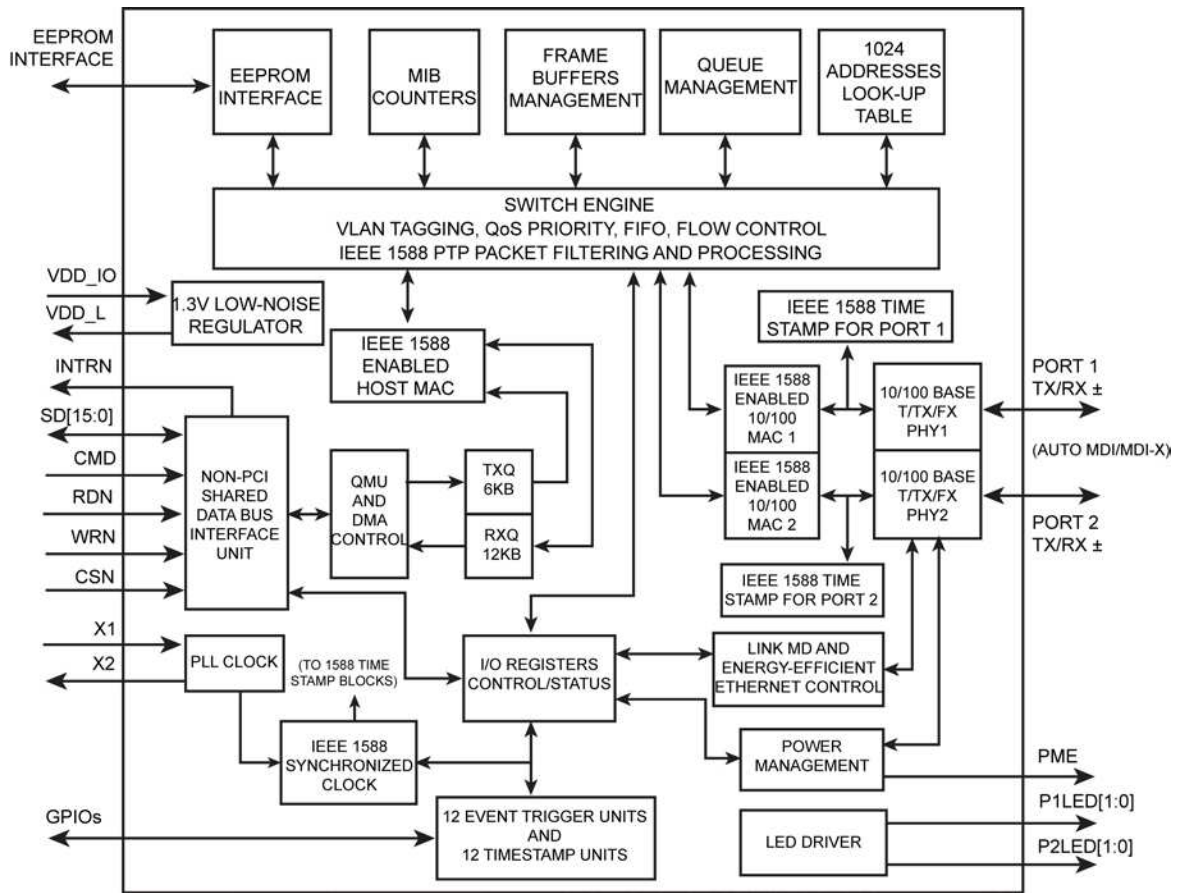 EEPROM
INTERFACE
EEPROM
INTERFACE
MIB
COUNTERS
FRAME
BUFFERS
MANAGEMENT
QUEUE
MANAGEMENT
1024
ADDRESSES
LOOK-UP
TABLE
SWITCH ENGINE
VLAN TAGGING, QoS PRIORITY, FIFO, FLOW CONTROL
IEEE 1588 PTP PACKET FILTERING AND PROCESSING
VDD_IO
VDD_L
1.3V LOW-NOISE
REGULATOR
IEEE 1588
ENABLED
HOST MAC
IEEE 1588 TIME
STAMP FOR PORT 1
INTRN
SD[15:0]
CMD
RDN
WRN
CSN
NON-PCI
SHARED
DATA BUS
INTERFACE
UNIT
QMU
AND
DMA
CONTROL
TXQ
6KB
RXQ
12KB
IEEE 1588
ENABLED
10/100
MAC 1
IEEE 1588
ENABLED
10/100
MAC 2
10/100 BASE
T/TX/FX
PHY1
10/100 BASE
T/TX/FX
PHY2
PORT 1
TX/RX ±
(AUTO MDI/MDI-X)
PORT 2
TX/RX ±
IEEE 1588 TIME
STAMP FOR PORT 2
X1
X2
PLL CLOCK
(TO 1588 TIME
STAMP BLOCKS)
I/O REGISTERS
CONTROL/STATUS
LINK MD AND
ENERGY-EFFICIENT
ETHERNET CONTROL
IEEE 1588
SYNCHRONIZED
CLOCK
POWER
MANAGEMENT
PME
GPIOs
12 EVENT TRIGGER UNITS
AND
12 TIMESTAMP UNITS
LED DRIVER
P1LED[1:0]
P2LED[1:0]